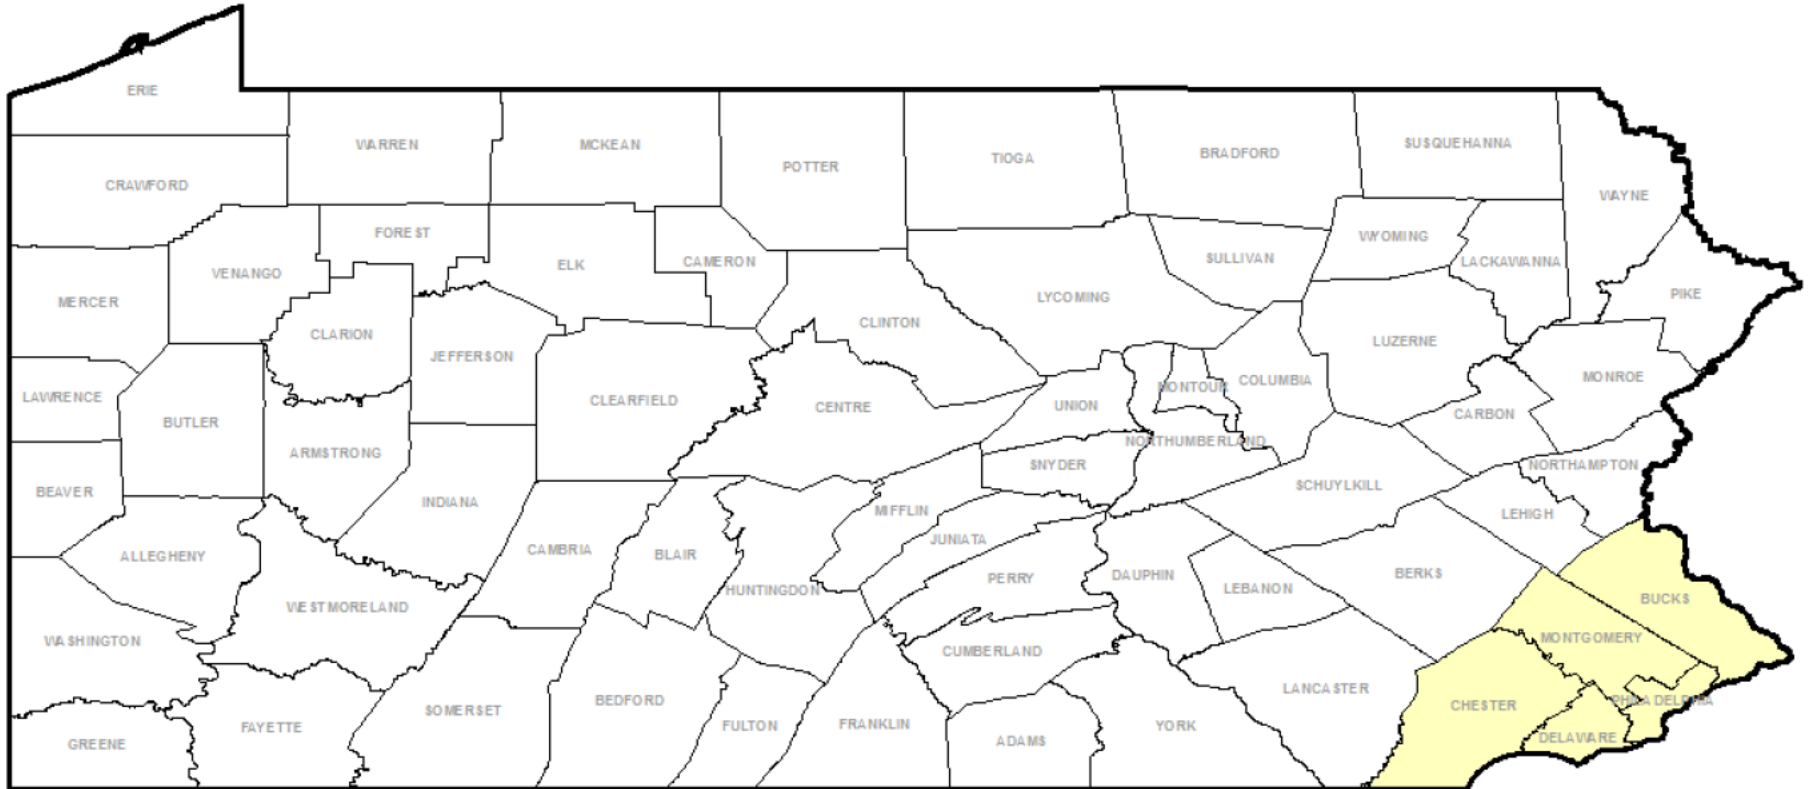 ERIE
WARREN
MCKEAN
POTTER
TIOGA
BRADFORD
SUSQUEHANNA
CRAWFORD
WAYNE
FOREST
WYOMING
VENANGO
ELK
CAMERON
SULLIVAN
LACKAWANNA
MERCER
LYCOMING
PIKE
CLARION
CLINTON
JEFFERSON
LUZERNE
LAWRENCE
CLEARFIELD
CENTRE
UNION
MONTOUR
COLUMBIA
MONROE
BUTLER
CARBON
ARMSTRONG
NORTHUMBERLAND
BEAVER
INDIANA
SNYDER
SCHUYLKILL
NORTHAMPTON
MIFFLIN
LEHIGH
ALLEGHENY
CAMBRIA
BLAIR
JUNIATA
PERRY
DAUPHIN
LEBANON
BERKS
HUNTINGDON
BUCKS
WESTMORELAND
WASHINGTON
CUMBERLAND
MONTGOMERY
LANCASTER
SOMERSET
BEDFORD
CHESTER
PHILADELPHIA
GREENE
FAYETTE
FULTON
FRANKLIN
ADAMS
YORK
DELAWARE